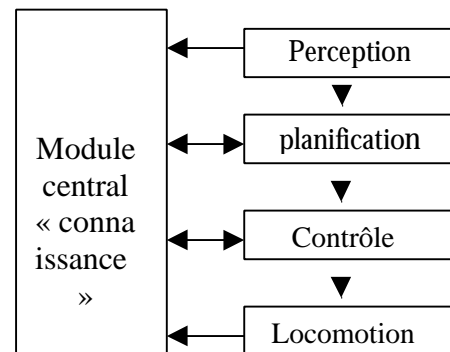 Module
central
« conna
issance
»
Perception
planification
Contrôle
Locomotion